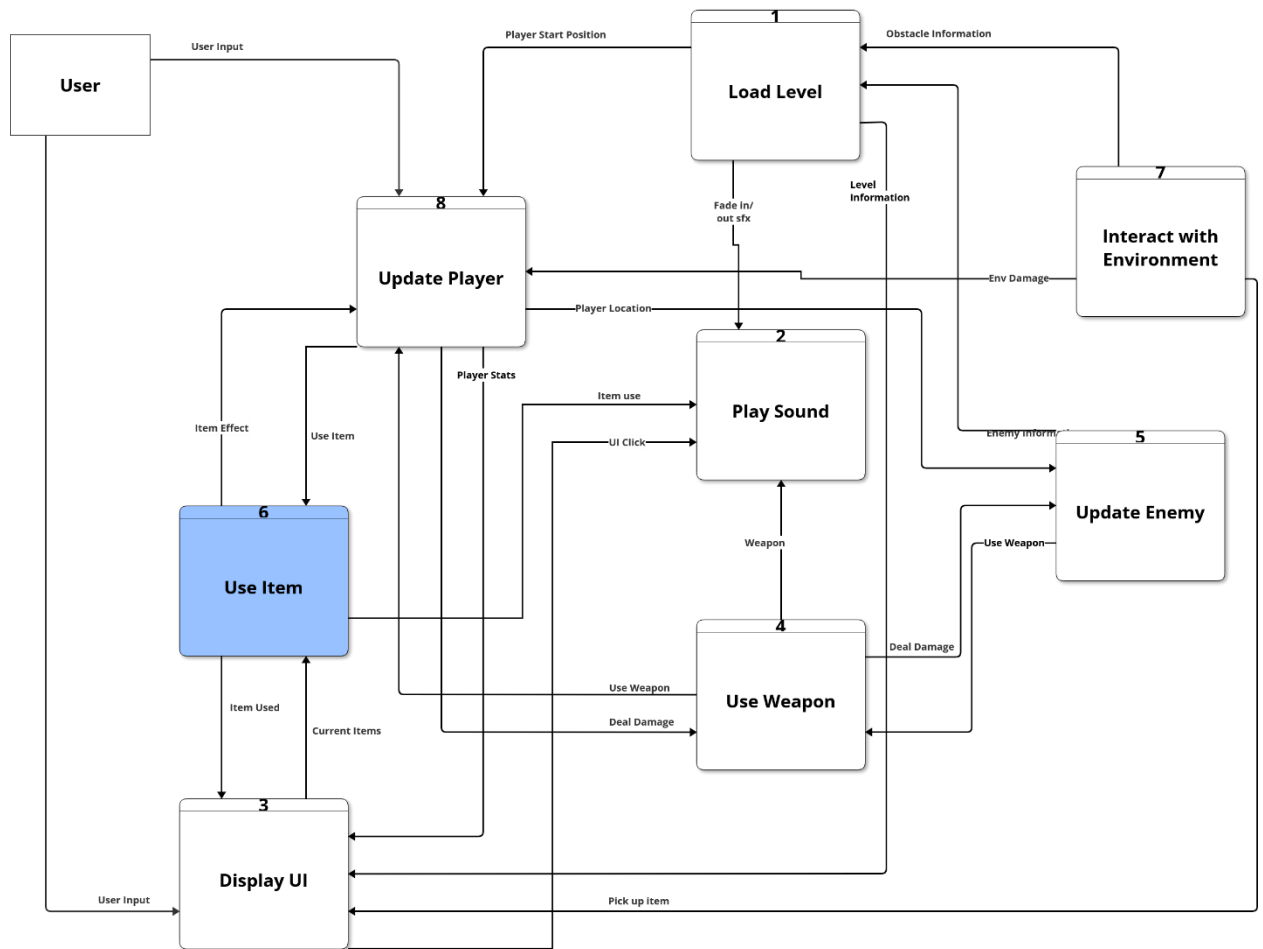 1
User Input
Player Start Position
Obstacle Information
User
Load Level
7
Level
Information
8
Fade in/
out sfx
Interact with
Environment
Update Player
Env Damage
Player Location
2
Player Stats
Item use
Play Sound
Item Effect
Use Item
UI Click
Enemy
5
6
Update Enemy
Weapon
Use Weapon
Use Item
4
Deal Damage
Use Weapon
Use Weapon
Item Used
Deal Damage
Current Items
3
Display UI
User Input
Pick up item